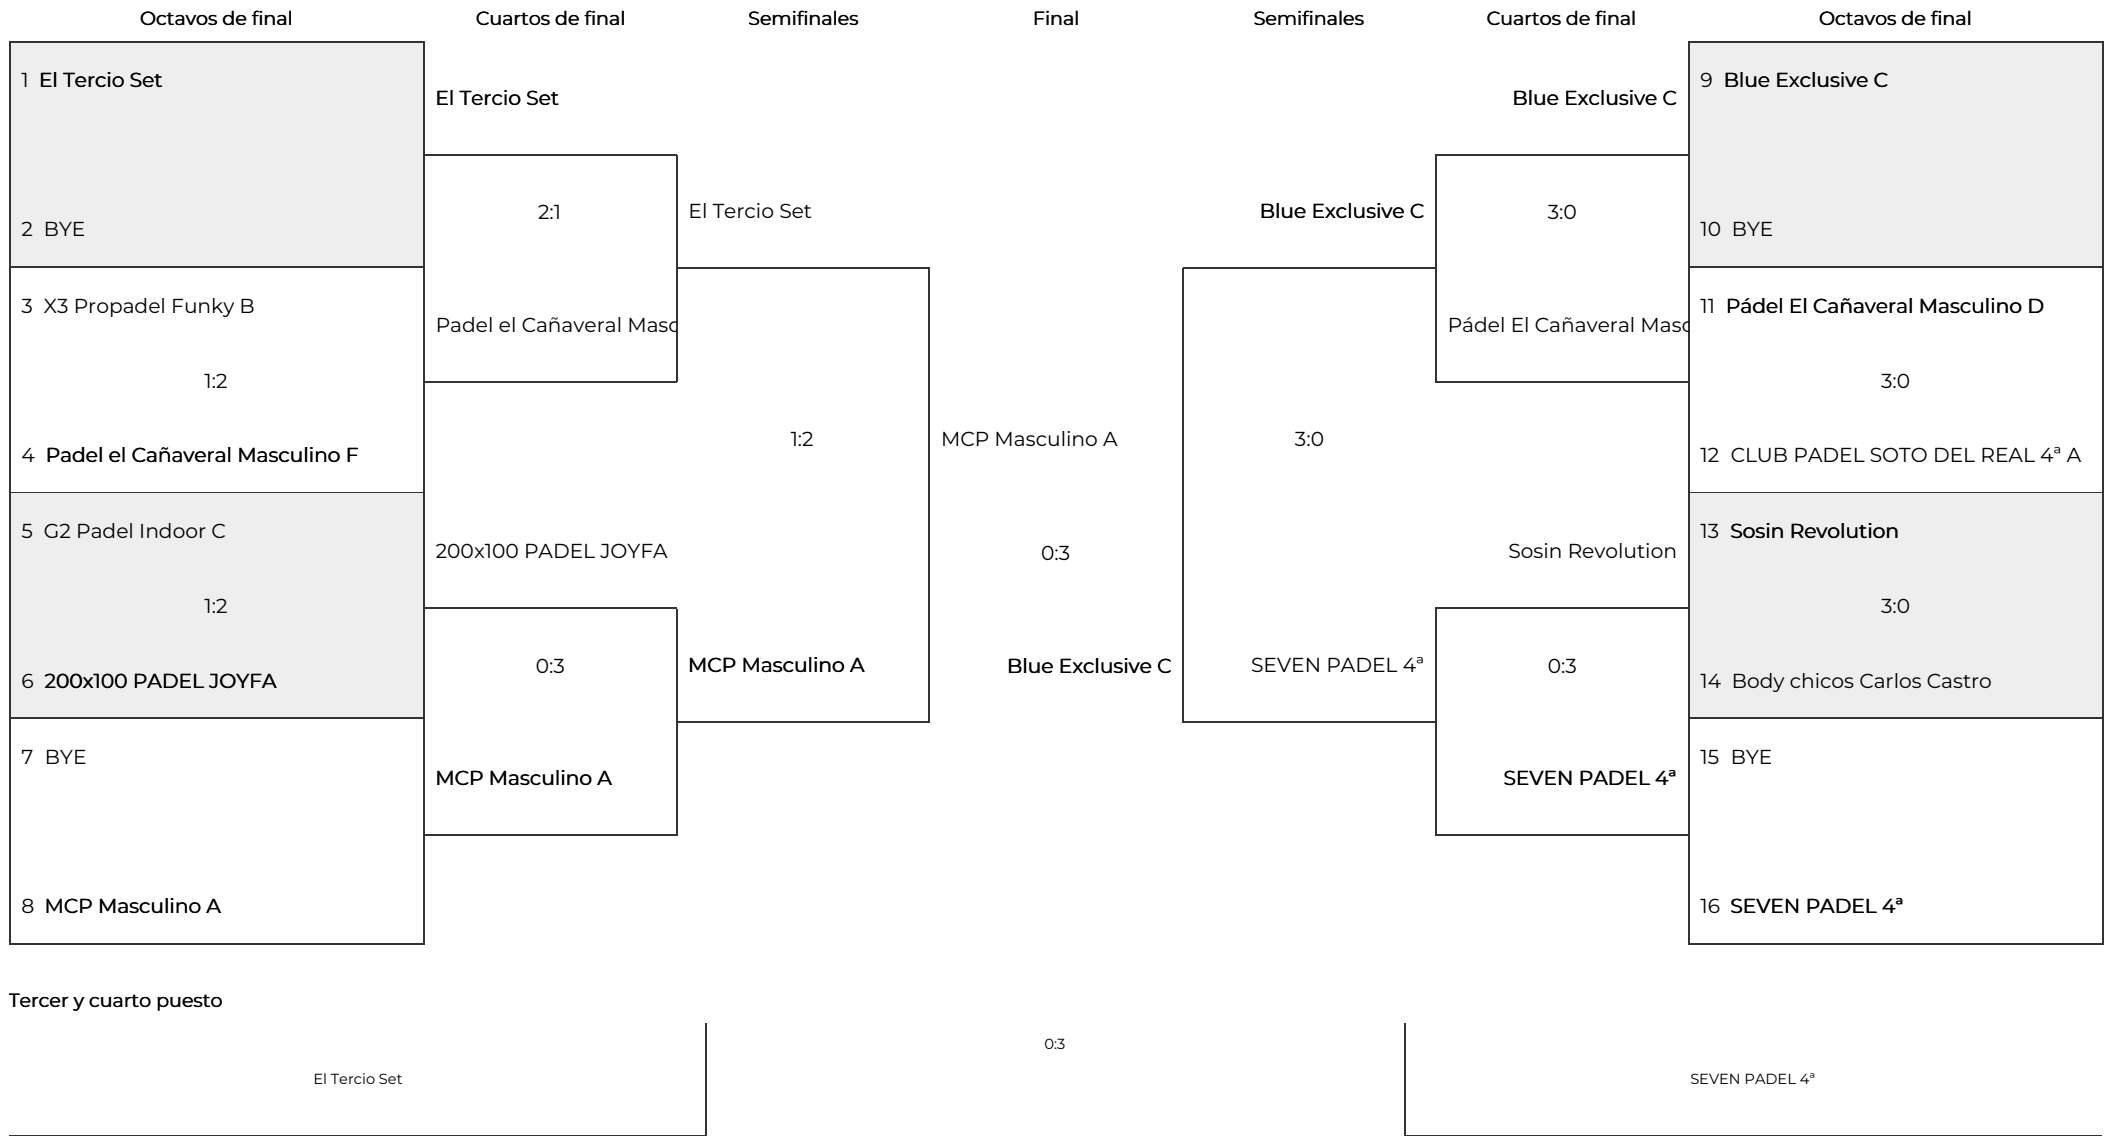 Octavos de final
Cuartos de final
Semifinales
Final
Semifinales
Cuartos de final
Octavos de final
1 El Tercio Set
2 BYE
3 X3 Propadel Funky B
1:2
4 Padel el Cañaveral Masculino F
5 G2 Padel Indoor C
1:2
6 200x100 PADEL JOYFA
7 BYE
8 MCP Masculino A
El Tercio Set
2:1
Padel el Cañaveral Masc
200x100 PADEL JOYFA
0:3
MCP Masculino A
El Tercio Set
1:2
MCP Masculino A
MCP Masculino A
0:3
Blue Exclusive C
Blue Exclusive C
3:0
SEVEN PADEL 4ª
Blue Exclusive C
3:0
Pádel El Cañaveral Masc
Sosin Revolution
0:3
SEVEN PADEL 4ª
9 Blue Exclusive C
10 BYE
11 Pádel El Cañaveral Masculino D
3:0
12 CLUB PADEL SOTO DEL REAL 4ª A
13 Sosin Revolution
3:0
14 Body chicos Carlos Castro
15 BYE
16 SEVEN PADEL 4ª
Tercer y cuarto puesto
El Tercio Set
0:3
SEVEN PADEL 4ª